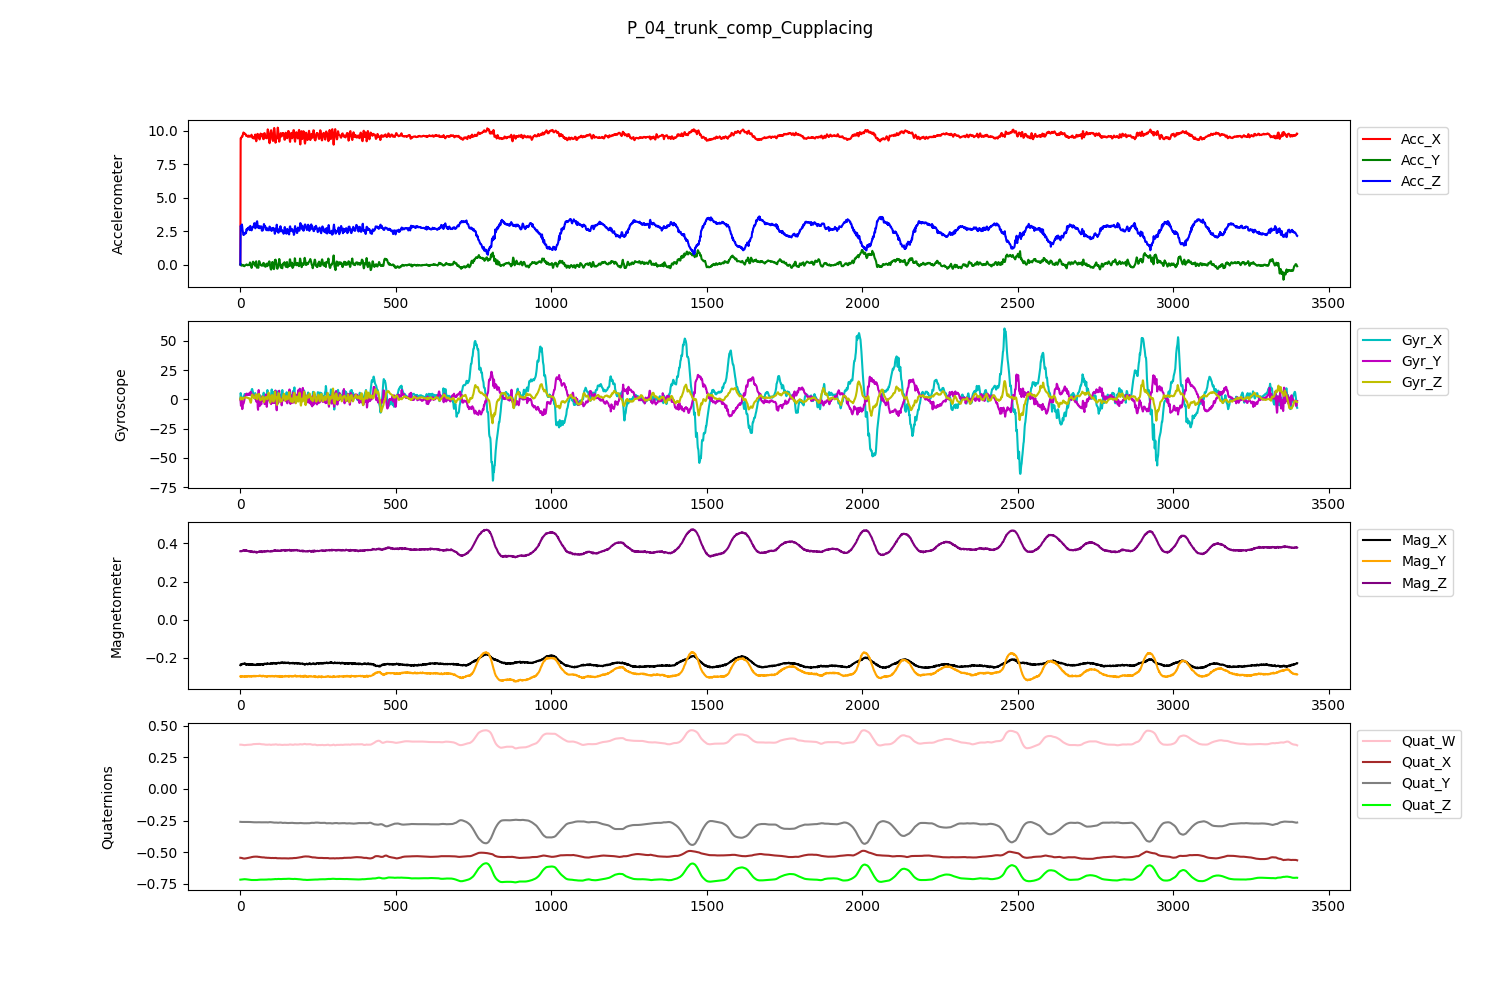 P_04_trunk_comp_Cupplacing
Accelerometer
10.0
7.5
5.0
2.5
0.0
0 500 1000 1500 2000 2500 3000 3500
Acc_X
Acc_Y
Acc_Z
Gyroscope
50
25
0
−25
−50
−75
0 500 1000 1500 2000 2500 3000 3500
Gyr_X
Gyr_Y
Gyr_Z
Magnetometer
0.4
0.2
0.0
−0.2
0 500 1000 1500 2000 2500 3000 3500
Mag_X
Mag_Y
Mag_Z
Quaternions
0.50
0.25
0.00
−0.25
−0.50
−0.75
0 500 1000 1500 2000 2500 3000 3500
Quat_W
Quat_X
Quat_Y
Quat_Z